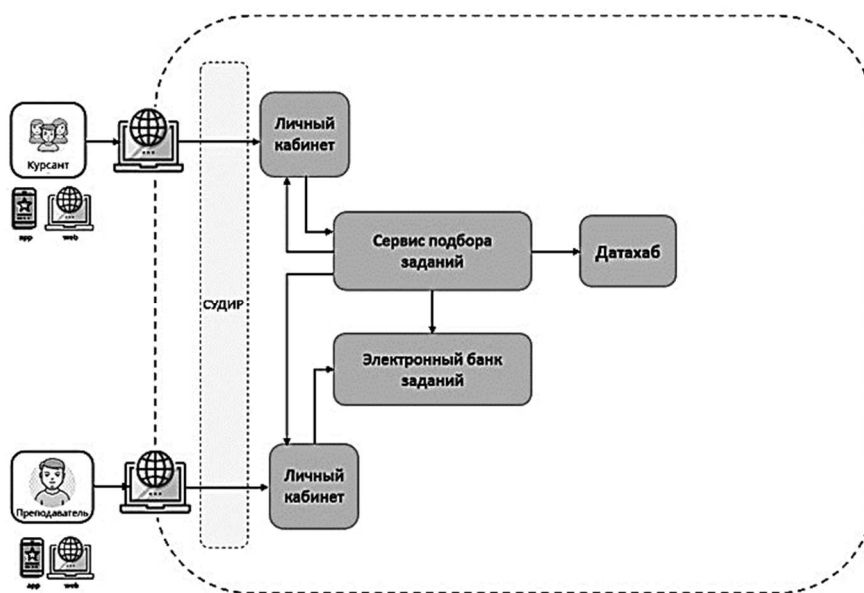 Личный
кабинет
Курсант
app
web
Сервис подбора
заданий
Датахаб
СУДИР
Электронный банк
заданий
Личный
кабинет
Преподаватель
app
web